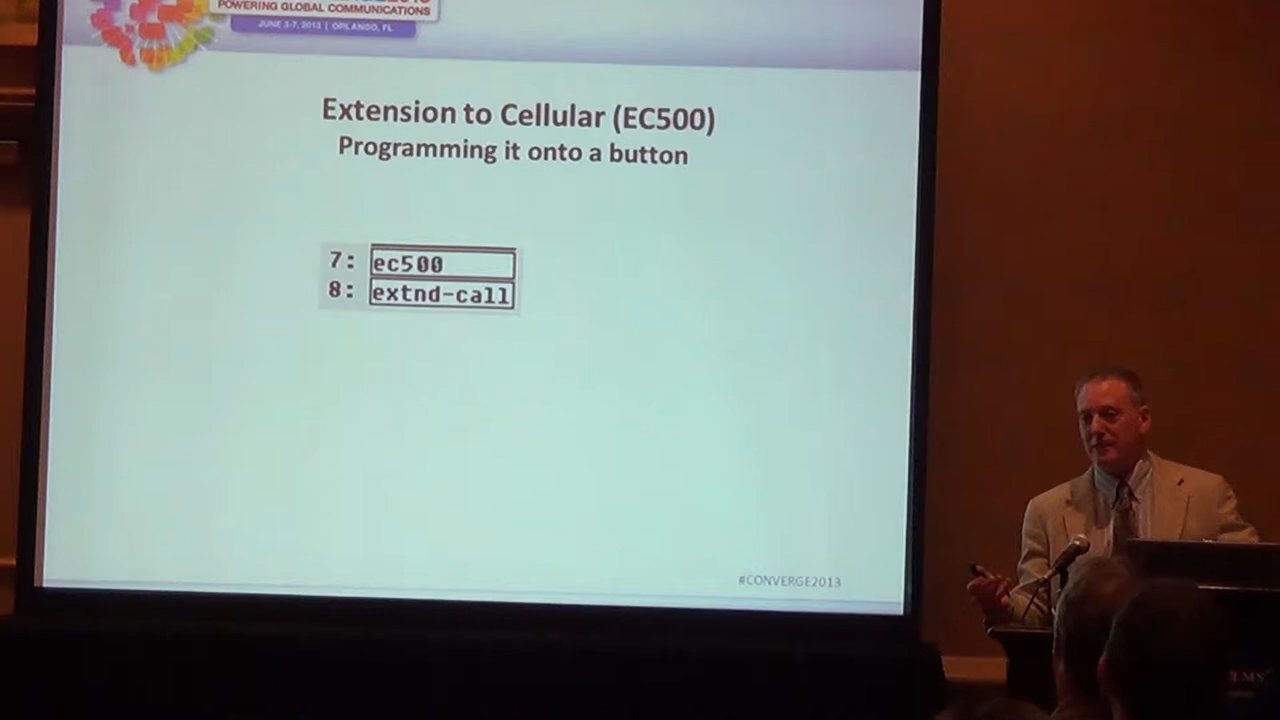 POWERING GLOBAL COMMUNICATIONS
JUNE 3-7, 2013 | ORLANDO, FL
Extension to Cellular (EC500)
Programming it onto a button
7: ec500
8: extnd-call
#CONVERGE2013